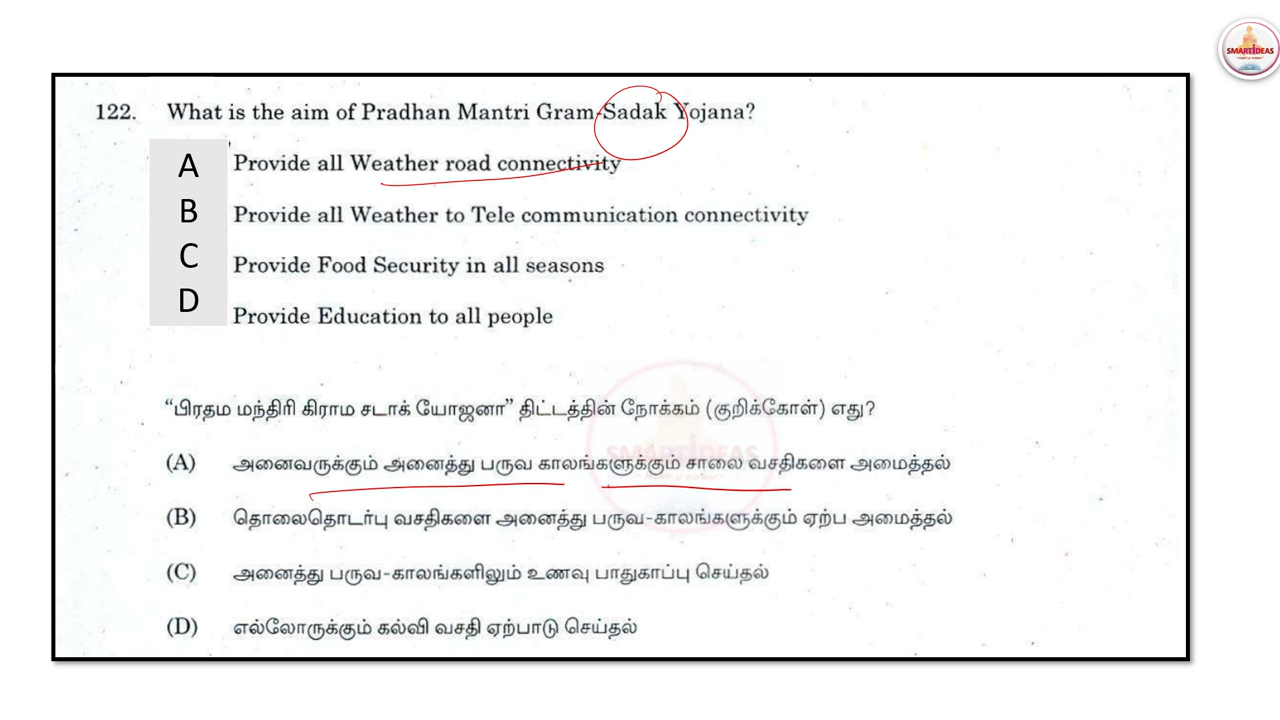 SMARTIDEAS
122. What is the aim of Pradhan Mantri Gram-Sadak Yojana?
A Provide all Weather road connectivity
B Provide all Weather to Tele communication connectivity
C Provide Food Security in all seasons
D Provide Education to all people
“பிரதம மந்திரி கிராம சடாக் யோஜனா” திட்டத்தின் நோக்கம் (குறிக்கோள்) எது?
(A) அனைவருக்கும் அனைத்து பருவ காலங்களுக்கும் சாலை வசதிகளை அமைத்தல்
(B) தொலைதொடர்பு வசதிகளை அனைத்து பருவ-காலங்களுக்கும் ஏற்ப அமைத்தல்
(C) அனைத்து பருவ-காலங்களிலும் உணவு பாதுகாப்பு செய்தல்
(D) எல்லோருக்கும் கல்வி வசதி ஏற்பாடு செய்தல்
SMARTIDEAS